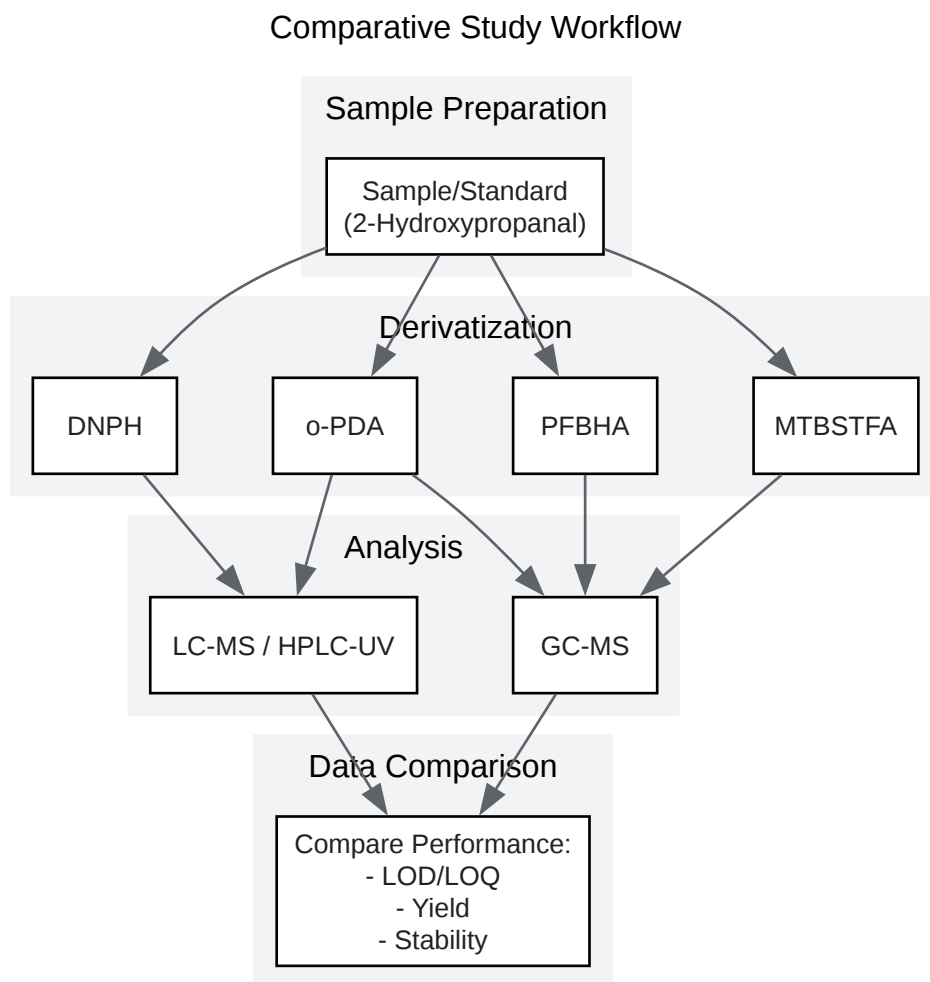 Comparative Study Workflow
Sample Preparation
Sample/Standard
(2-Hydroxypropanal)
Derivatization
DNPH
o-PDA
PFBHA
MTBSTFA
Analysis
LC-MS / HPLC-UV
GC-MS
Data Comparison
Compare Performance:
- LOD/LOQ
- Yield
- Stability